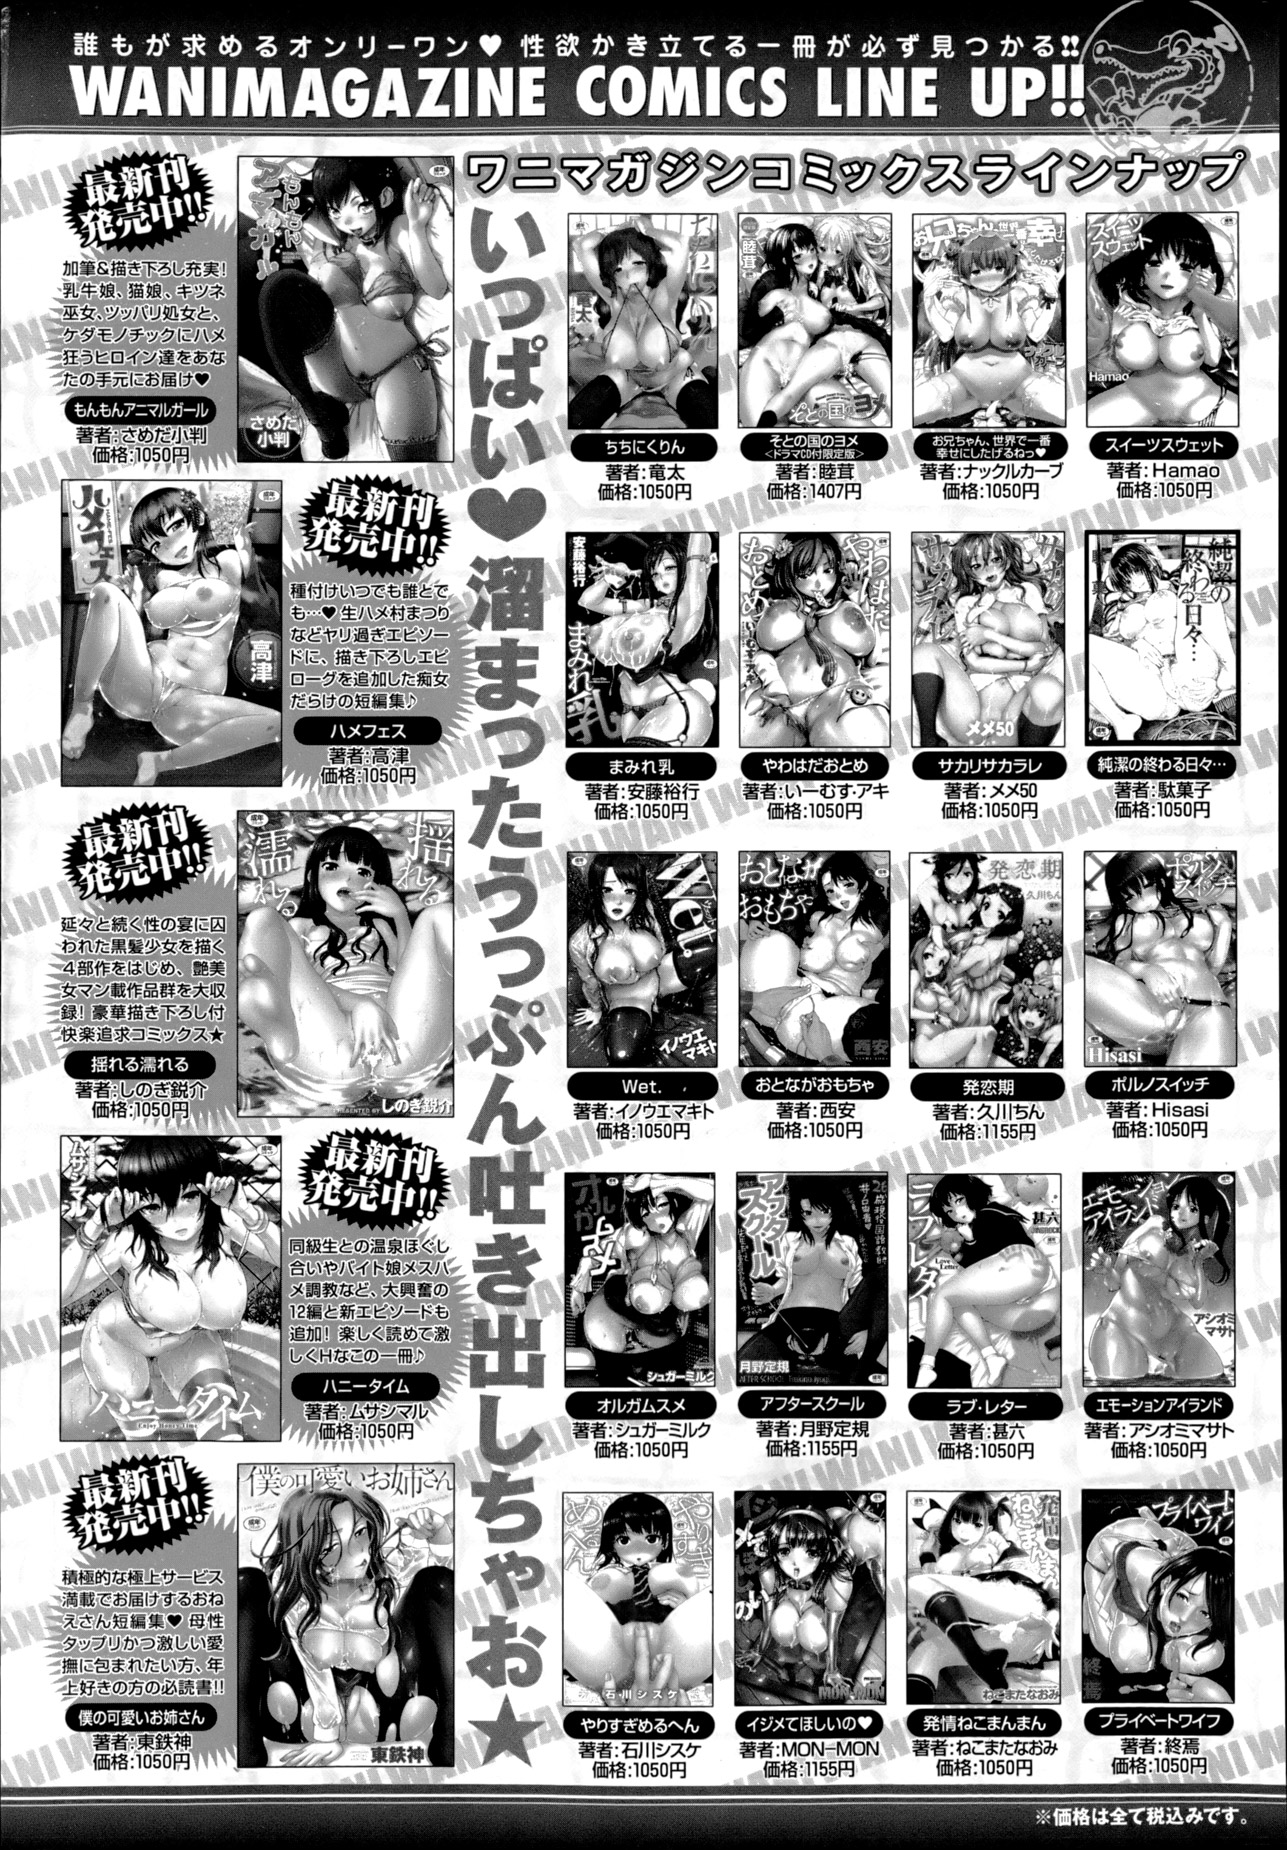 誰もが求めるオンリーワン♥性欲かき立てる一冊が必ず見つかる!!
WANIMAGAZINE COMICS LINE UP!!
ワニマガジンコミックスラインナップ
いっぱい♥溜まったうっぷん吐き出しちゃお★
最新刊
発売中!!
加筆&描き下ろし充実!
乳牛娘、猫娘、キツネ
巫女、ツッパリ処女と、
ケダモノチックにハメ
狂うヒロイン達をあな
たの手元にお届け♥
もんもんアニマルガール
著者:さめだ小判
価格:1050円
最新刊
発売中!!
種付けいつでも誰とで
も…♥生ハメ村まつり
などヤリ過ぎエピソー
ドに、描き下ろしエピ
ローグを追加した痴女
だらけの短編集♪
ハメフェス
著者:高津
価格:1050円
最新刊
発売中!!
延々と続く性の宴に囚
われた黒髪少女を描く
4部作をはじめ、艶美
女マン載作品群を大収
録!豪華描き下ろし付
快楽追求コミックス★
揺れる濡れる
著者:しのぎ鋭介
価格:1050円
最新刊
発売中!!
同級生との温泉ほぐし
合いやバイト娘メスハ
メ調教など、大興奮の
12編と新エピソードも
追加!楽しく読めて激
しくHなこの一冊♪
ハニータイム
著者:ムサシマル
価格:1050円
最新刊
発売中!!
積極的な極上サービス
満載でお届けするおね
えさん短編集♥母性
タップリかつ激しい愛
撫に包まれたい方、年
上好きの方の必読書!!
僕の可愛いお姉さん
著者:東鉄神
価格:1050円
ちちにくりん
著者:竜太
価格:1050円
そとの国のヨメ
<ドラマCD付限定版>
著者:睦茸
価格:1407円
お兄ちゃん、世界で一番
幸せにしたげるねっ♥
著者:ナックルカーブ
価格:1050円
スイーツスウェット
著者:Hamao
価格:1050円
まみれ乳
著者:安藤裕行
価格:1050円
やわはだおとめ
著者:いーむす・アキ
価格:1050円
サカリサカラレ
著者:メメ50
価格:1050円
純潔の終わる日々…
著者:駄菓子
価格:1050円
Wet.
著者:イノウエマキト
価格:1050円
おとながおもちゃ
著者:西安
価格:1050円
発恋期
著者:久川ちん
価格:1155円
ポルノスイッチ
著者:Hisasi
価格:1050円
オルガムスメ
著者:シュガーミルク
価格:1050円
アフタースクール
著者:月野定規
価格:1155円
ラブ・レター
著者:甚六
価格:1050円
エモーションアイランド
著者:アシオミマサト
価格:1050円
やりすぎめるへん
著者:石川シスケ
価格:1050円
イジメてほしいの♥
著者:MON-MON
価格:1155円
発情ねこまんまん
著者:ねこまたなおみ
価格:1050円
プライベートワイフ
著者:終焉
価格:1050円
※価格は全て税込みです。